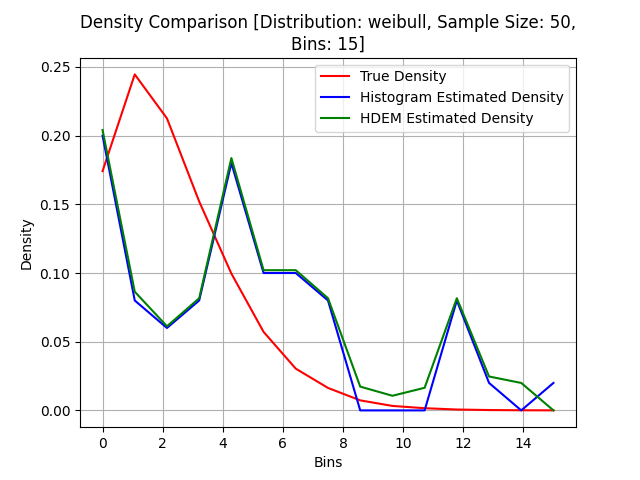 Density Comparison [Distribution: weibull, Sample Size: 50,
Bins: 15]
True Density
Histogram Estimated Density
HDEM Estimated Density
Density
0.25
0.20
0.15
0.10
0.05
0.00
0 2 4 6 8 10 12 14
Bins